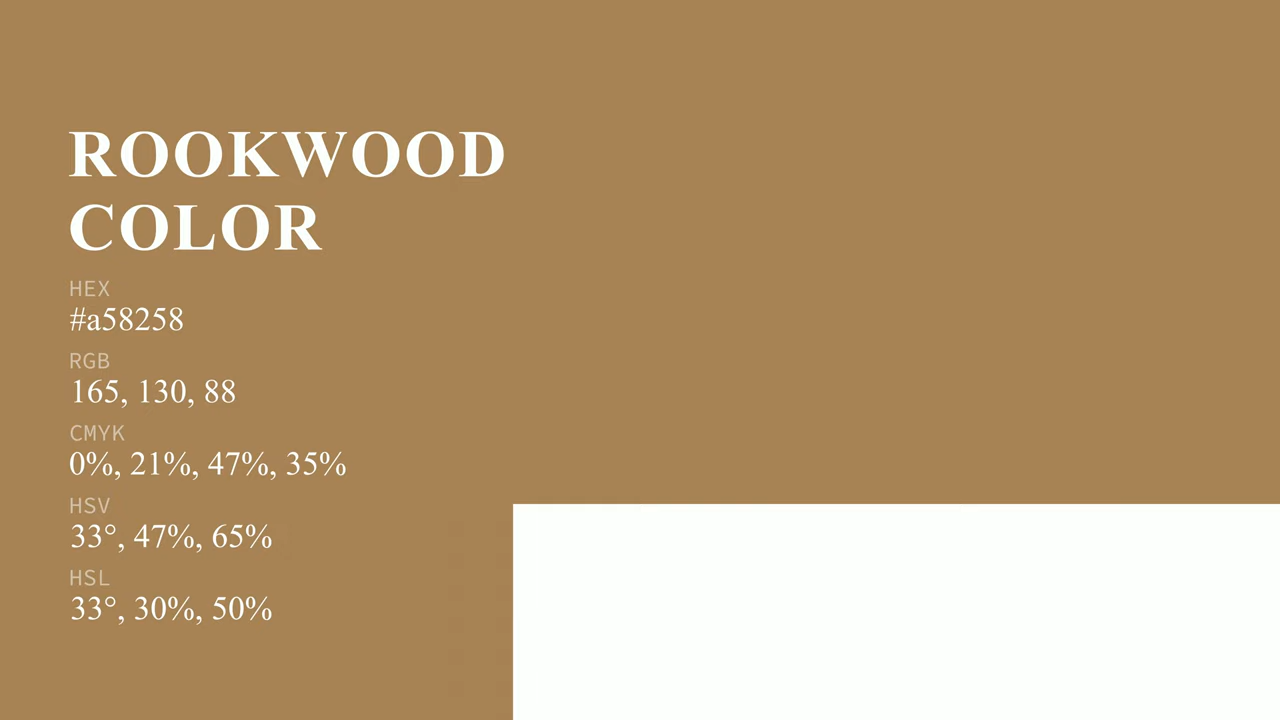 ROOKWOOD
COLOR
HEX
#a58258
RGB
165, 130, 88
CMYK
0%, 21%, 47%, 35%
HSV
33°, 47%, 65%
HSL
33°, 30%, 50%